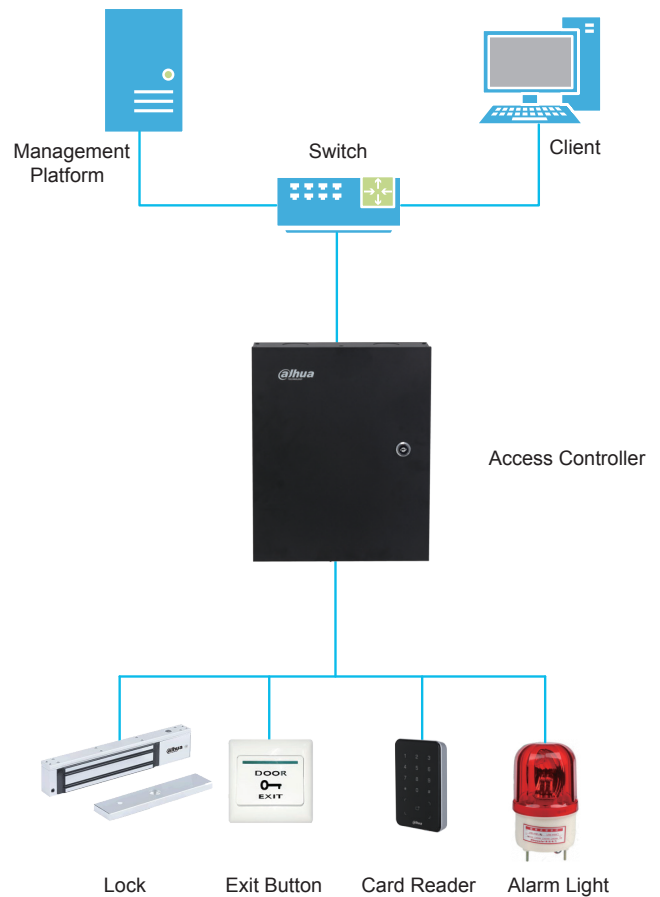 Management
Platform
Switch
Client
alhua
Access Controller
alhua
DOOR
EXIT
alhua
Lock
Exit Button
Card Reader
Alarm Light